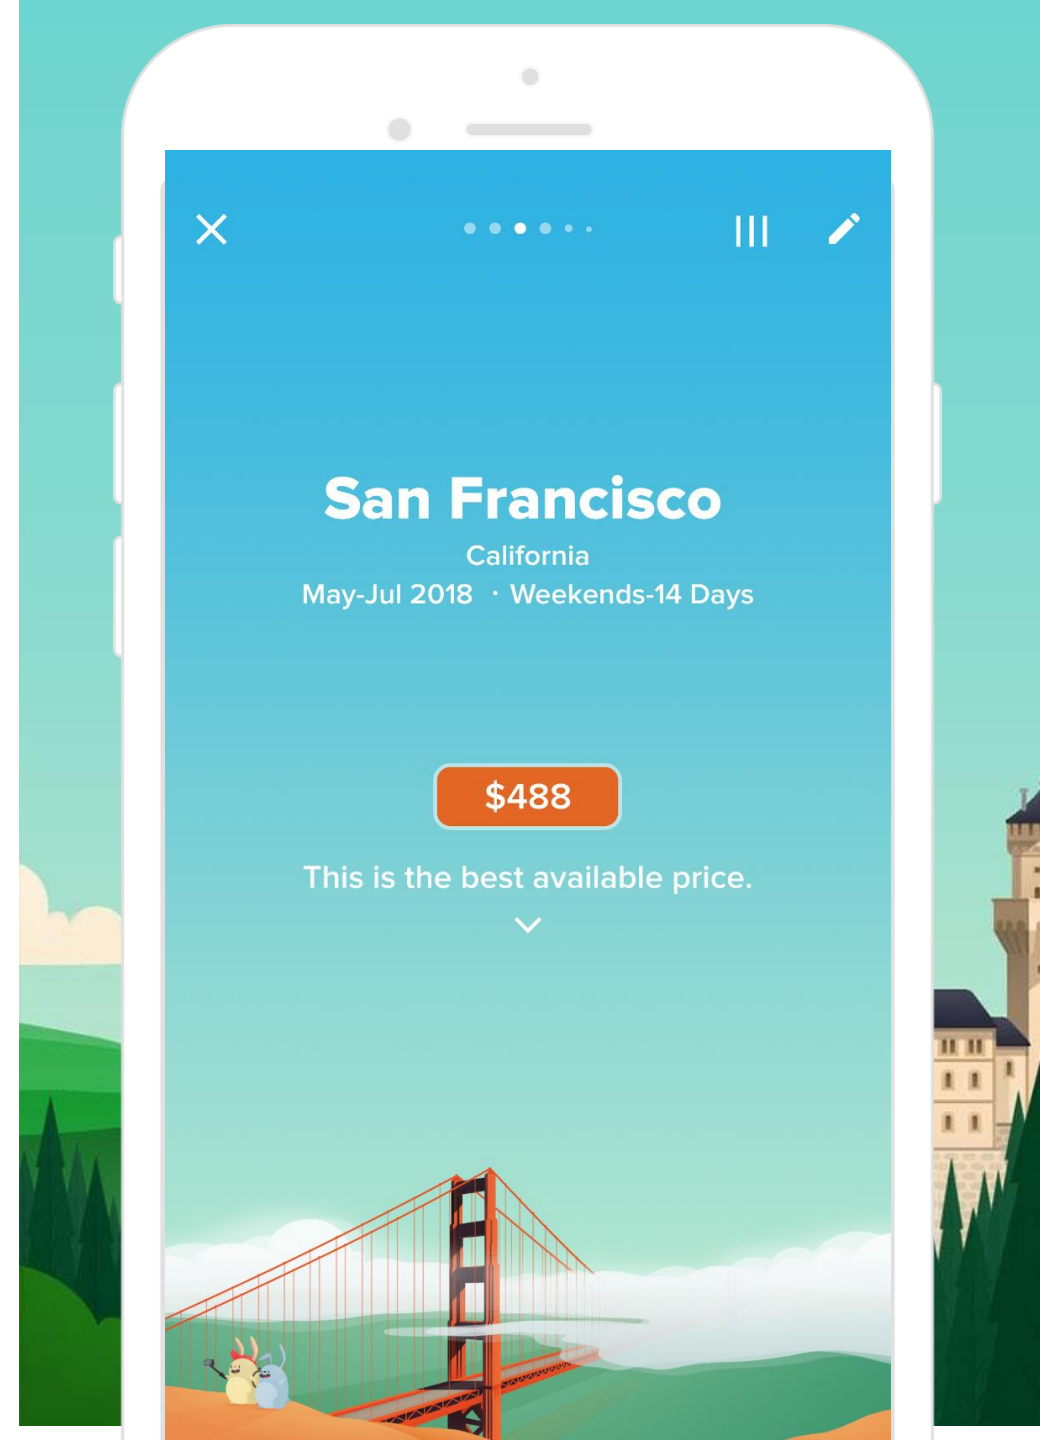 San Francisco
California
May-Jul 2018 · Weekends-14 Days
$488
This is the best available price.